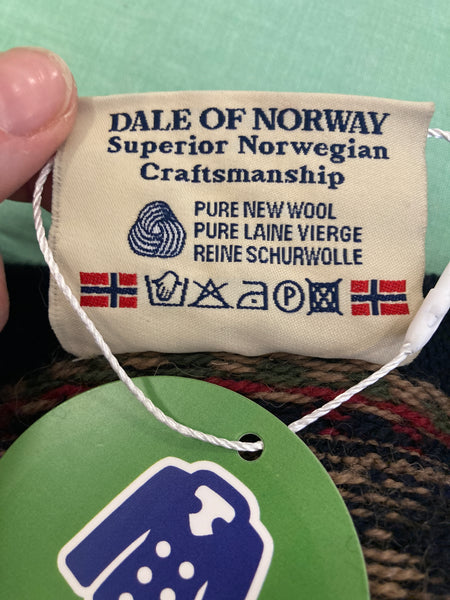 DALE OF NORWAY
Superior Norwegian
Craftsmanship
PURE NEW WOOL
PURE LAINE VIERGE
REINE SCHURWOLLE
P